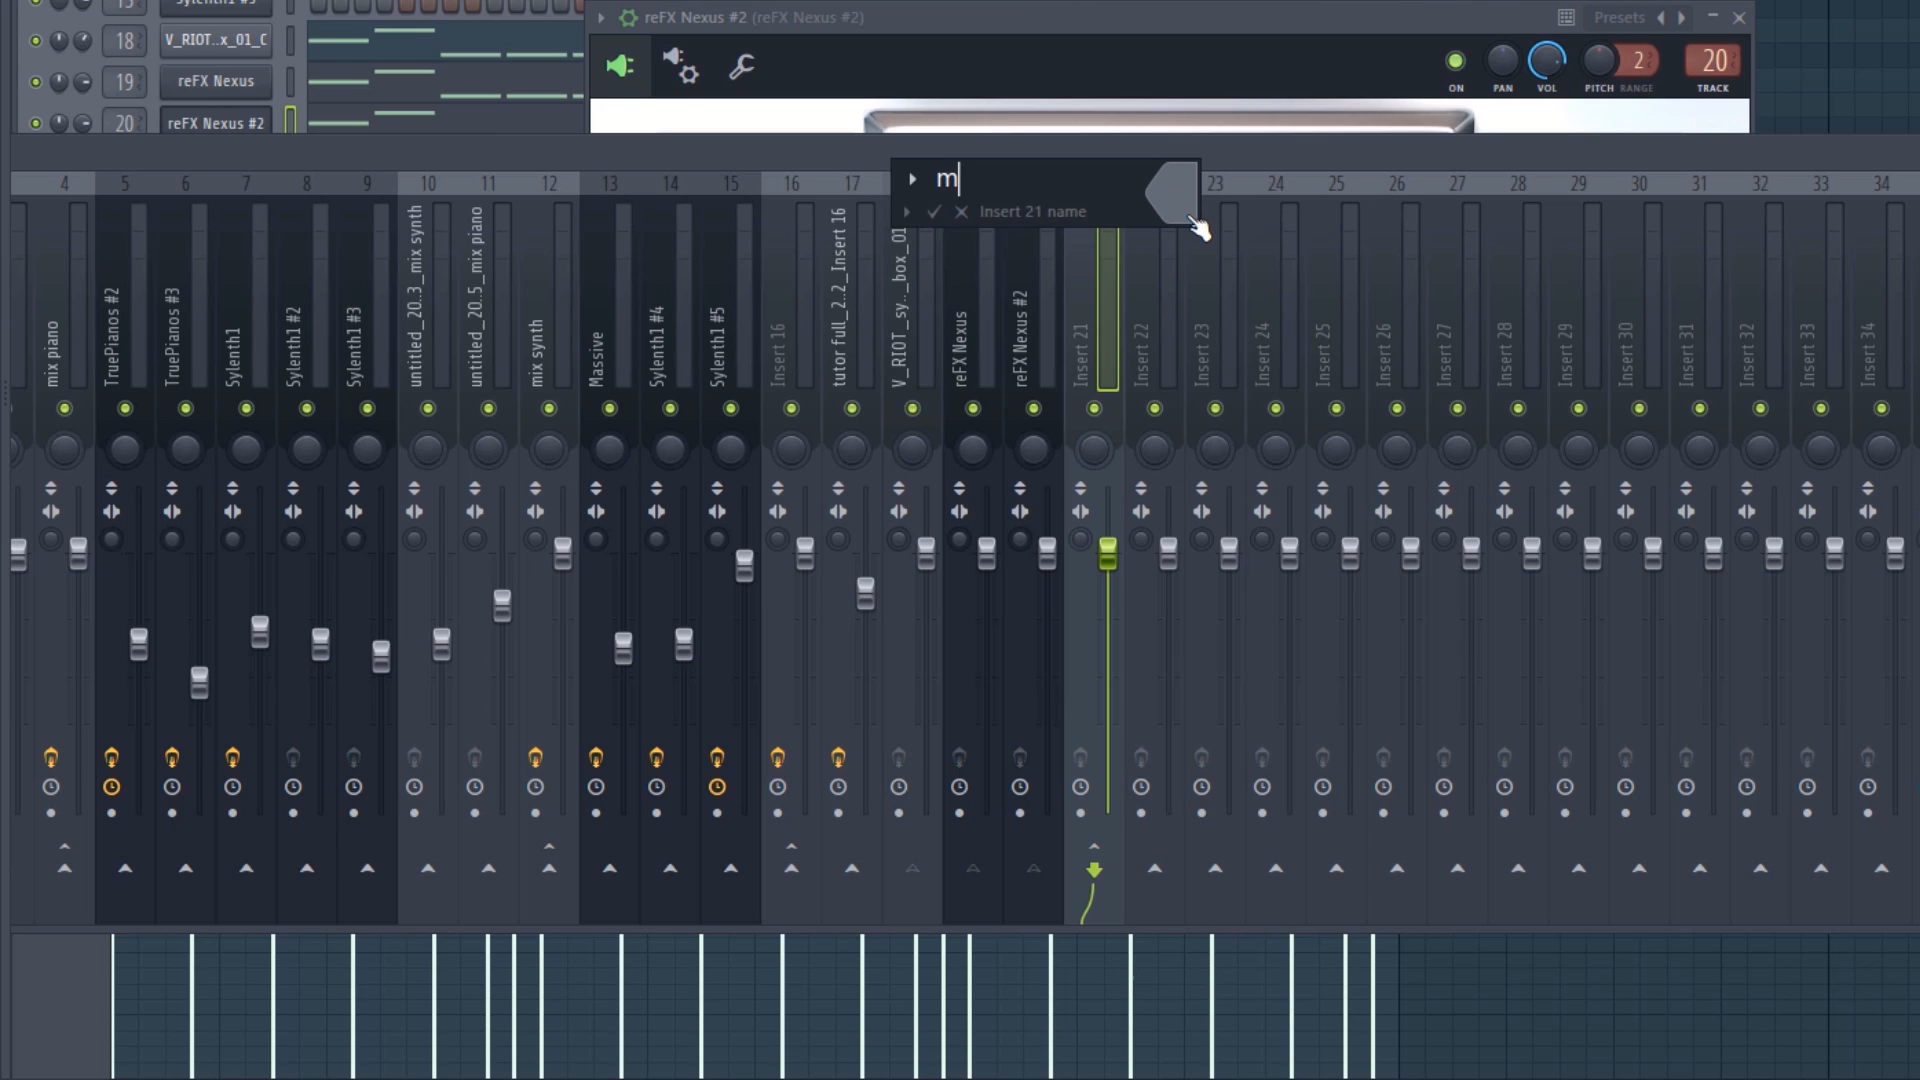 18 V_RIOT..x_01_C
19 reFX Nexus
20 reFX Nexus #2
reFX Nexus #2 (reFX Nexus #2)
Presets
2
20
ON PAN VOL PITCH RANGE TRACK
m
Insert 21 name
4 5 6 7 8 9 10 11 12 13 14 15 16 17 23 24 25 26 27 28 29 30 31 32 33 34
mix piano
TruePianos #2
TruePianos #3
Sylenth1
Sylenth1 #2
Sylenth1 #3
untitled_20..3_mix synth
untitled_20..5_mix piano
mix synth
Massive
Sylenth1 #4
Sylenth1 #5
Insert 16
tutor full_2..2_Insert 16
V_RIOT_sy.._box_01
reFX Nexus
reFX Nexus #2
Insert 21
Insert 22
Insert 23
Insert 24
Insert 25
Insert 26
Insert 27
Insert 28
Insert 29
Insert 30
Insert 31
Insert 32
Insert 33
Insert 34